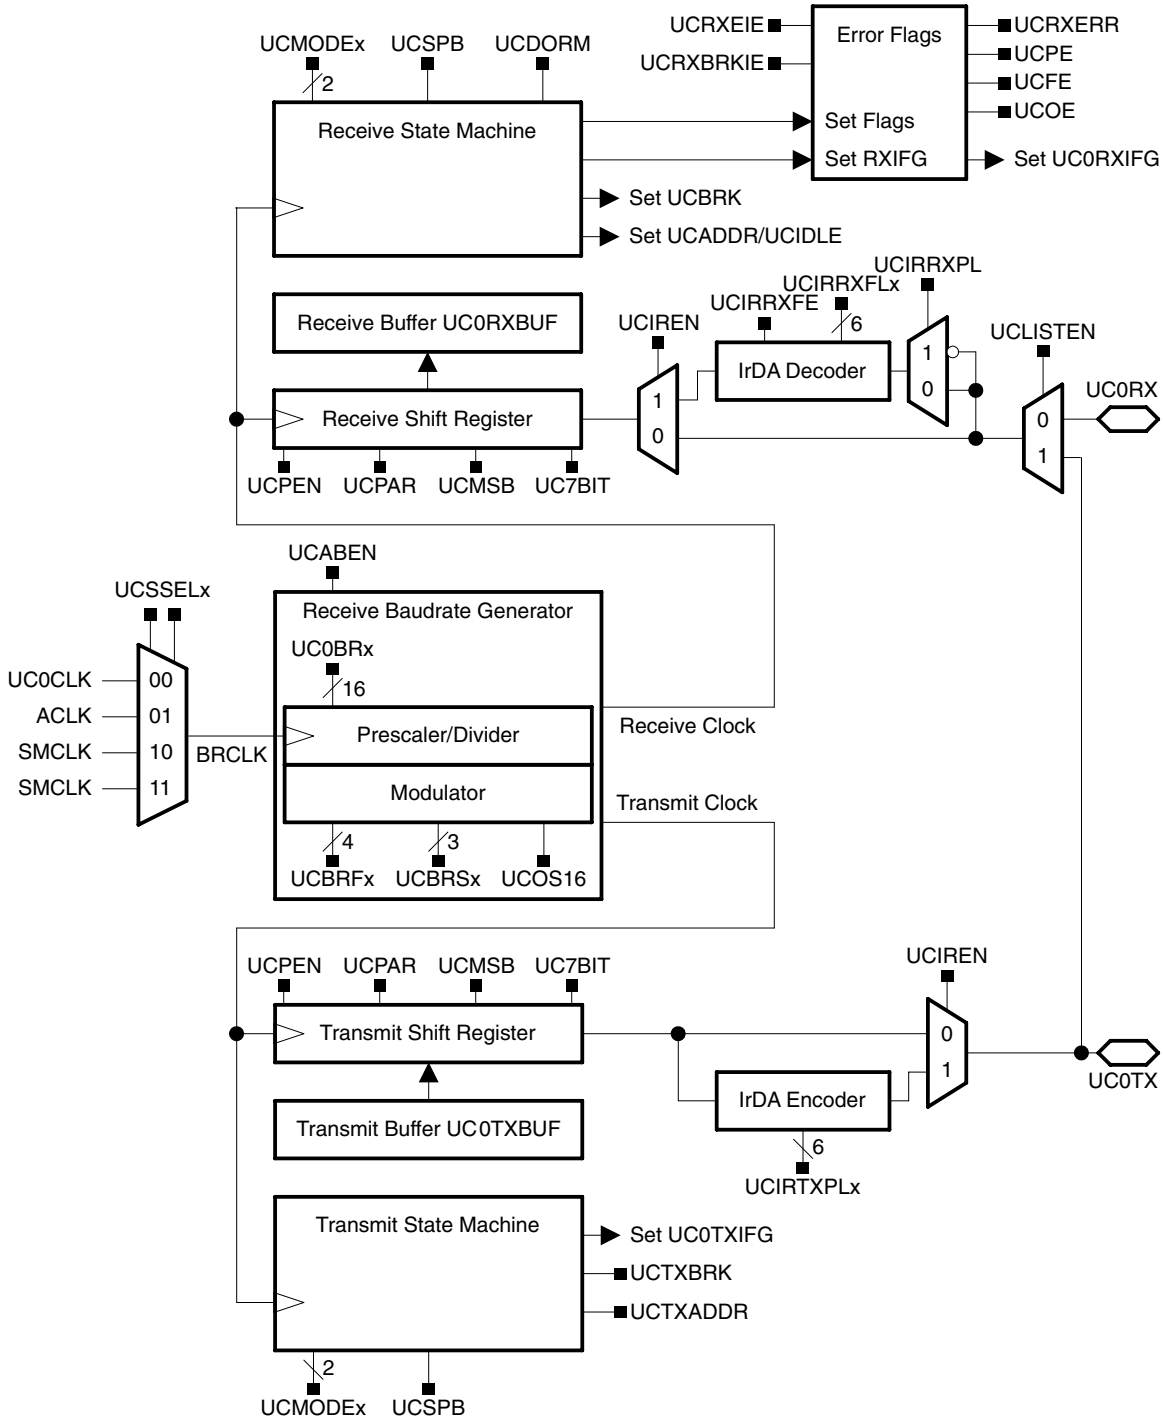 UCMODEx
UCSPB
UCDORM
2
Receive State Machine
UCRXEIE
UCRXBRKIE
Error Flags
Set Flags
Set RXIFG
UCRXERR
UCPE
UCFE
UCOE
Set UC0RXIFG
Set UCBRK
Set UCADDR/UCIDLE
Receive Buffer UC0RXBUF
Receive Shift Register
UCPEN
UCPAR
UCMSB
UC7BIT
UCIREN
1
0
UCIRRXFE
UCIRRXFLx
6
IrDA Decoder
UCIRRXPL
1
0
UCLISTEN
0
1
UC0RX
UCABEN
UCSSELx
Receive Baudrate Generator
UC0BRx
16
UC0CLK
ACLK
SMCLK
SMCLK
00
01
10
11
BRCLK
Prescaler/Divider
Modulator
Receive Clock
Transmit Clock
4
3
UCBRFx
UCBRSx
UCOS16
UCPEN
UCPAR
UCMSB
UC7BIT
Transmit Shift Register
UCIREN
0
1
UC0TX
IrDA Encoder
6
UCIRTXPLx
Transmit Buffer UC0TXBUF
Transmit State Machine
Set UC0TXIFG
UCTXBRK
UCTXADDR
2
UCMODEx
UCSPB